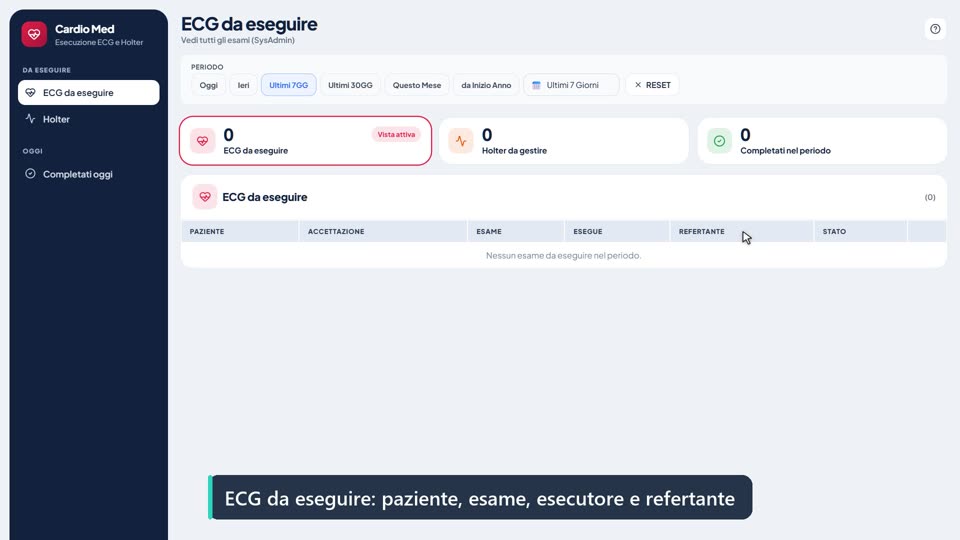 Cardio Med
Esecuzione ECG e Holter
DA ESEGUIRE
ECG da eseguire
Holter
OGGI
Completati oggi
ECG da eseguire
Vedi tutti gli esami (SysAdmin)
PERIODO
Oggi
Ieri
Ultimi 7GG
Ultimi 30GG
Questo Mese
da Inizio Anno
Ultimi 7 Giorni
× RESET
0
ECG da eseguire
Vista attiva
0
Holter da gestire
0
Completati nel periodo
ECG da eseguire
(0)
PAZIENTE ACCETTAZIONE ESAME ESEGUE REFERTANTE STATO
Nessun esame da eseguire nel periodo.
ECG da eseguire: paziente, esame, esecutore e refertante